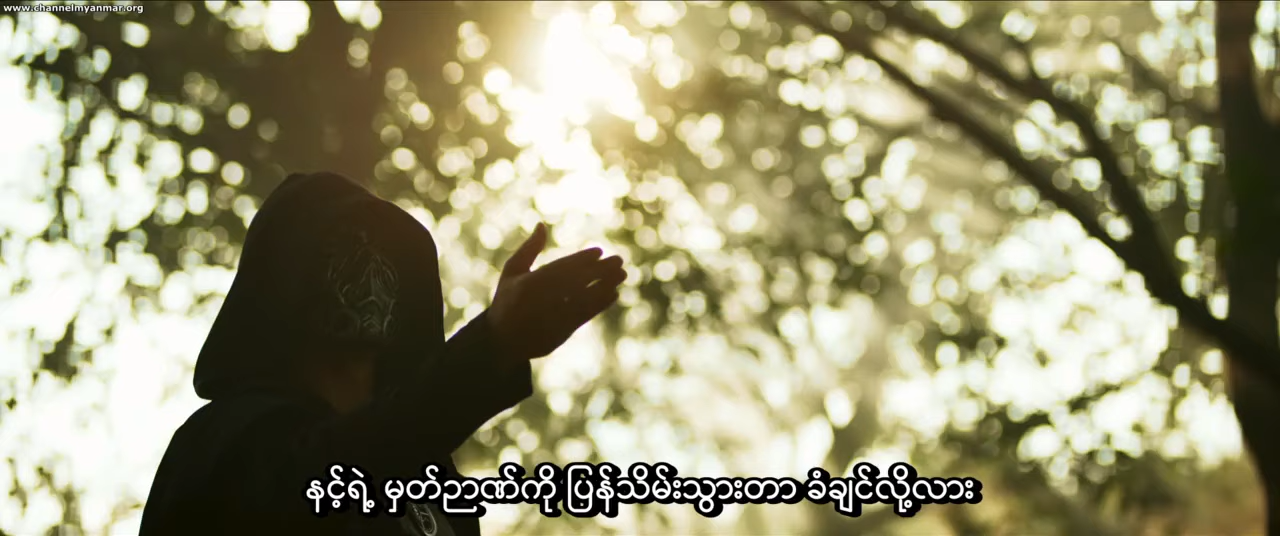 www.channelmyanmar.org
နင့်ရဲ့ မှတ်ဉာဏ်ကို ပြန်သိမ်းသွားတာ ခံချင်လို့လား